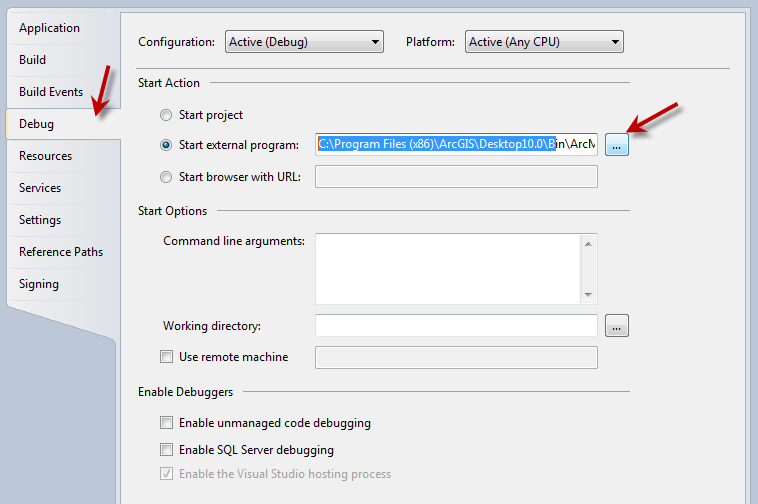 Application
Build
Build Events
Debug
Resources
Services
Settings
Reference Paths
Signing
Configuration: Active (Debug) Platform: Active (Any CPU)
Start Action
Start project
Start external program: C:\Program Files (x86)\ArcGIS\Desktop10.0\Bin\ArcM ...
Start browser with URL:
Start Options
Command line arguments:
Working directory: ...
Use remote machine
Enable Debuggers
Enable unmanaged code debugging
Enable SQL Server debugging
Enable the Visual Studio hosting process